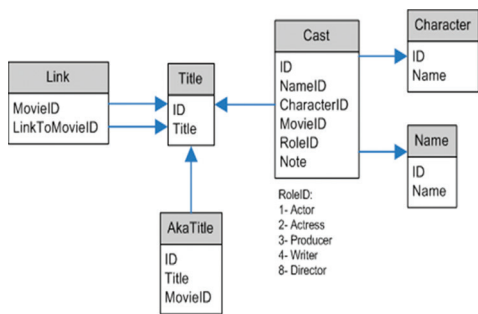 Link
MovieID
LinkToMovieID
Title
ID
Title
Cast
ID
NameID
CharacterID
MovieID
RoleID
Note
Character
ID
Name
Name
ID
Name
AkaTitle
ID
Title
MovieID
RoleID:
1- Actor
2- Actress
3- Producer
4- Writer
8- Director